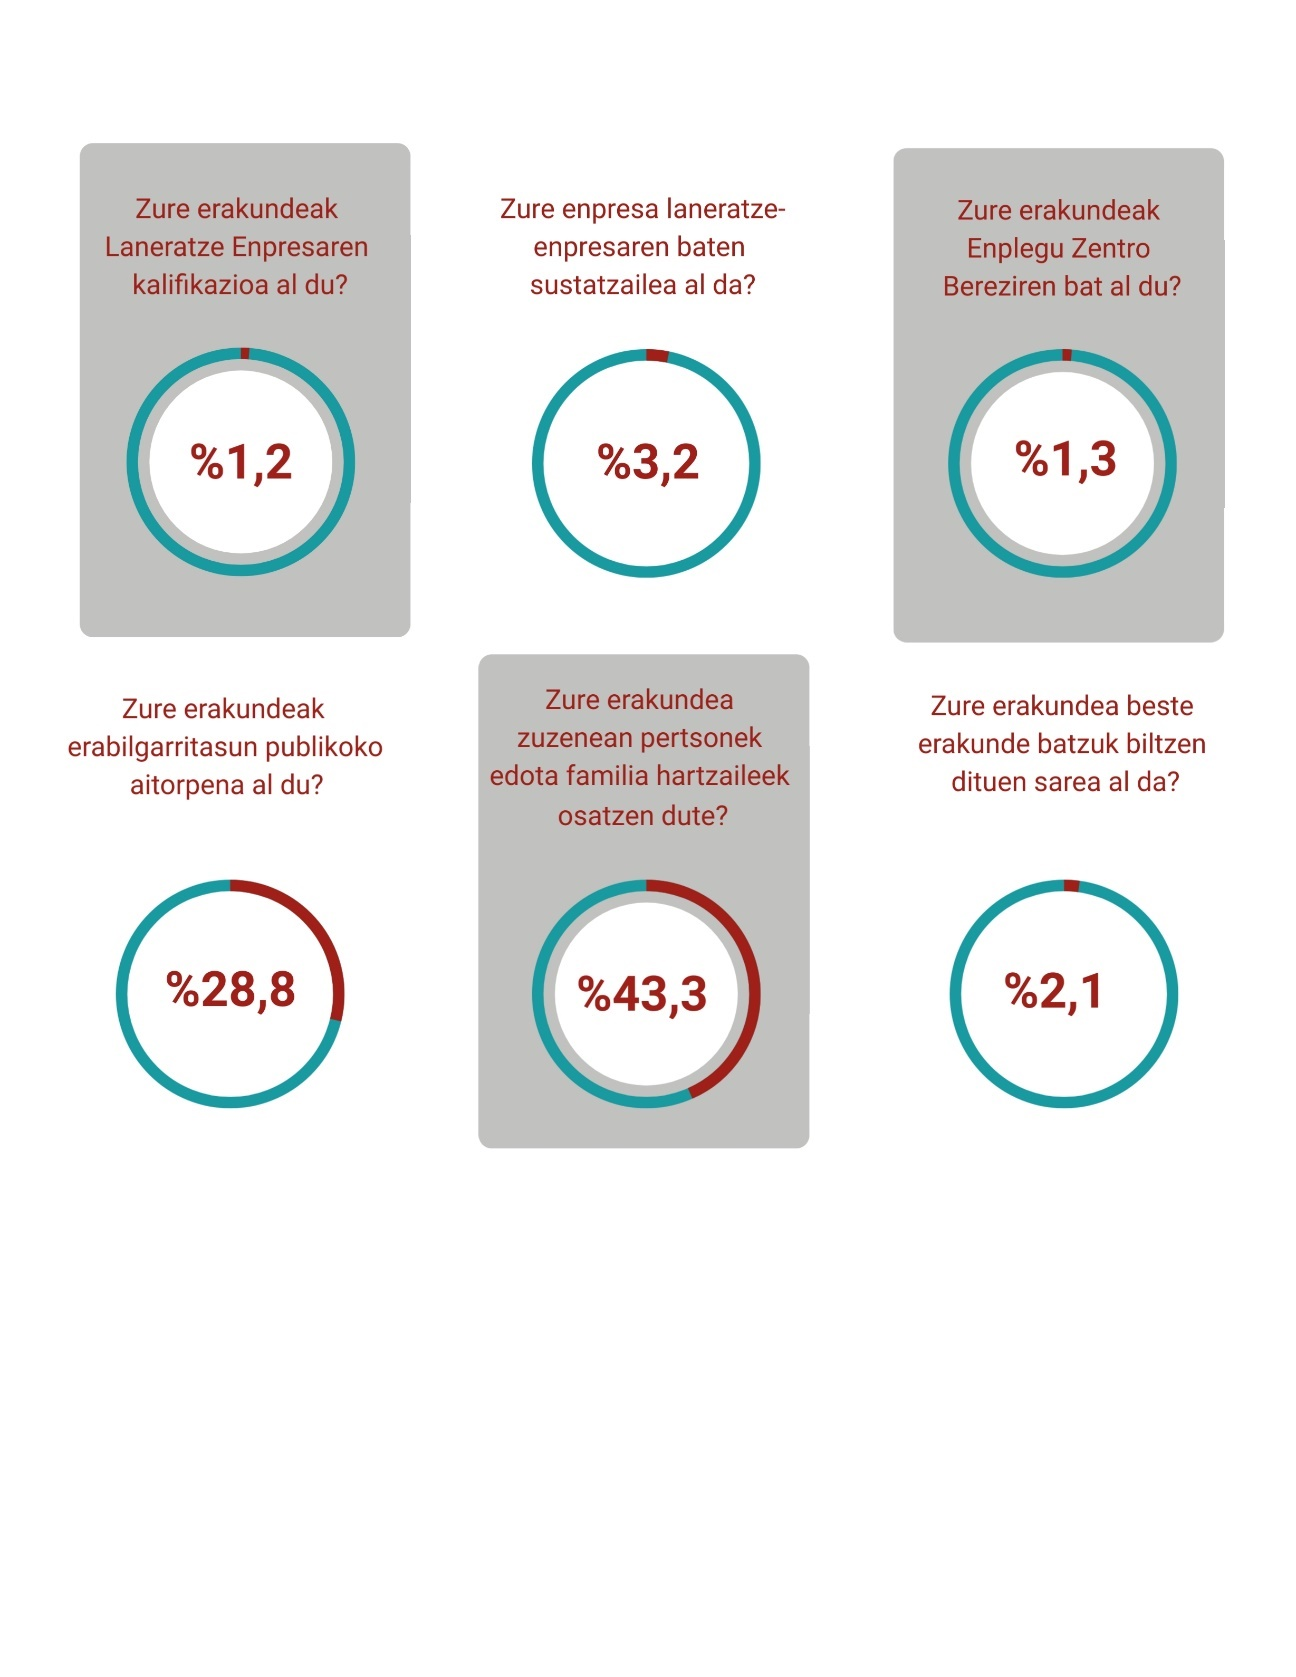 Zure erakundeak
Laneratze Enpresaren
kalifikazioa al du?
%1,2
Zure enpresa laneratze-
enpresaren baten
sustatzailea al da?
%3,2
Zure erakundeak
Enplegu Zentro
Bereziren bat al du?
%1,3
Zure erakundeak
erabilgarritasun publikoko
aitorpena al du?
%28,8
Zure erakundea
zuzenean pertsonek
edota familia hartzaileek
osatzen dute?
%43,3
Zure erakundea beste
erakunde batzuk biltzen
dituen sarea al da?
%2,1